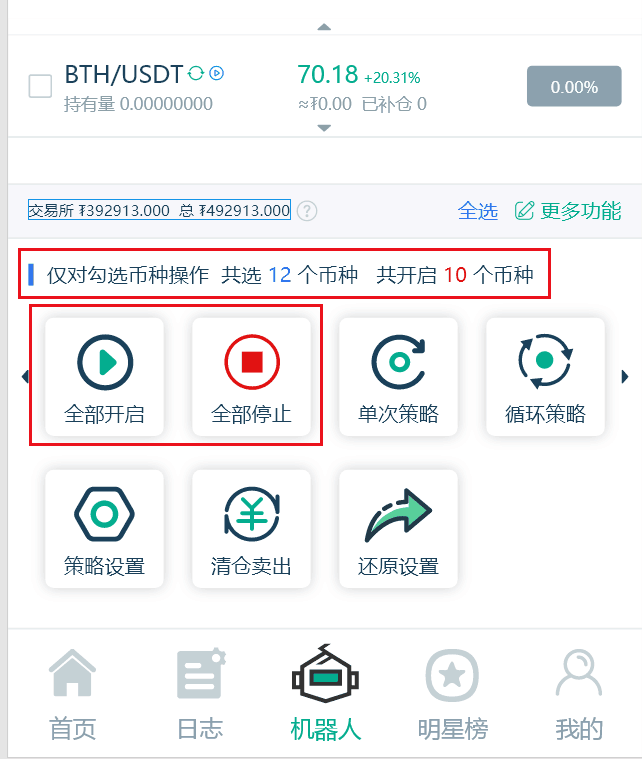 BTH/USDT 70.18 +20.31% 0.00%
持有量 0.00000000 ≈₮0.00 已补仓 0
交易所 ₮392913.000 总 ₮492913.000 ? 全选 更多功能
仅对勾选币种操作 共选 12 个币种 共开启 10 个币种
全部开启 全部停止 单次策略 循环策略
策略设置 清仓卖出 还原设置
首页 日志 机器人 明星榜 我的